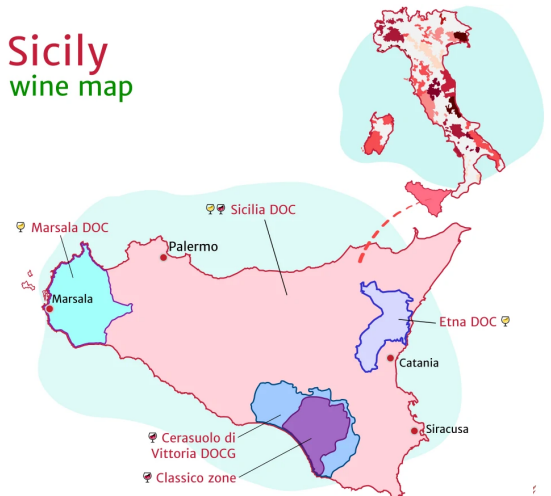 Sicily
wine map
Sicilia DOC
Marsala DOC
Palermo
Marsala
Etna DOC
Catania
Siracusa
Cerasuolo di
Vittoria DOCG
Classico zone